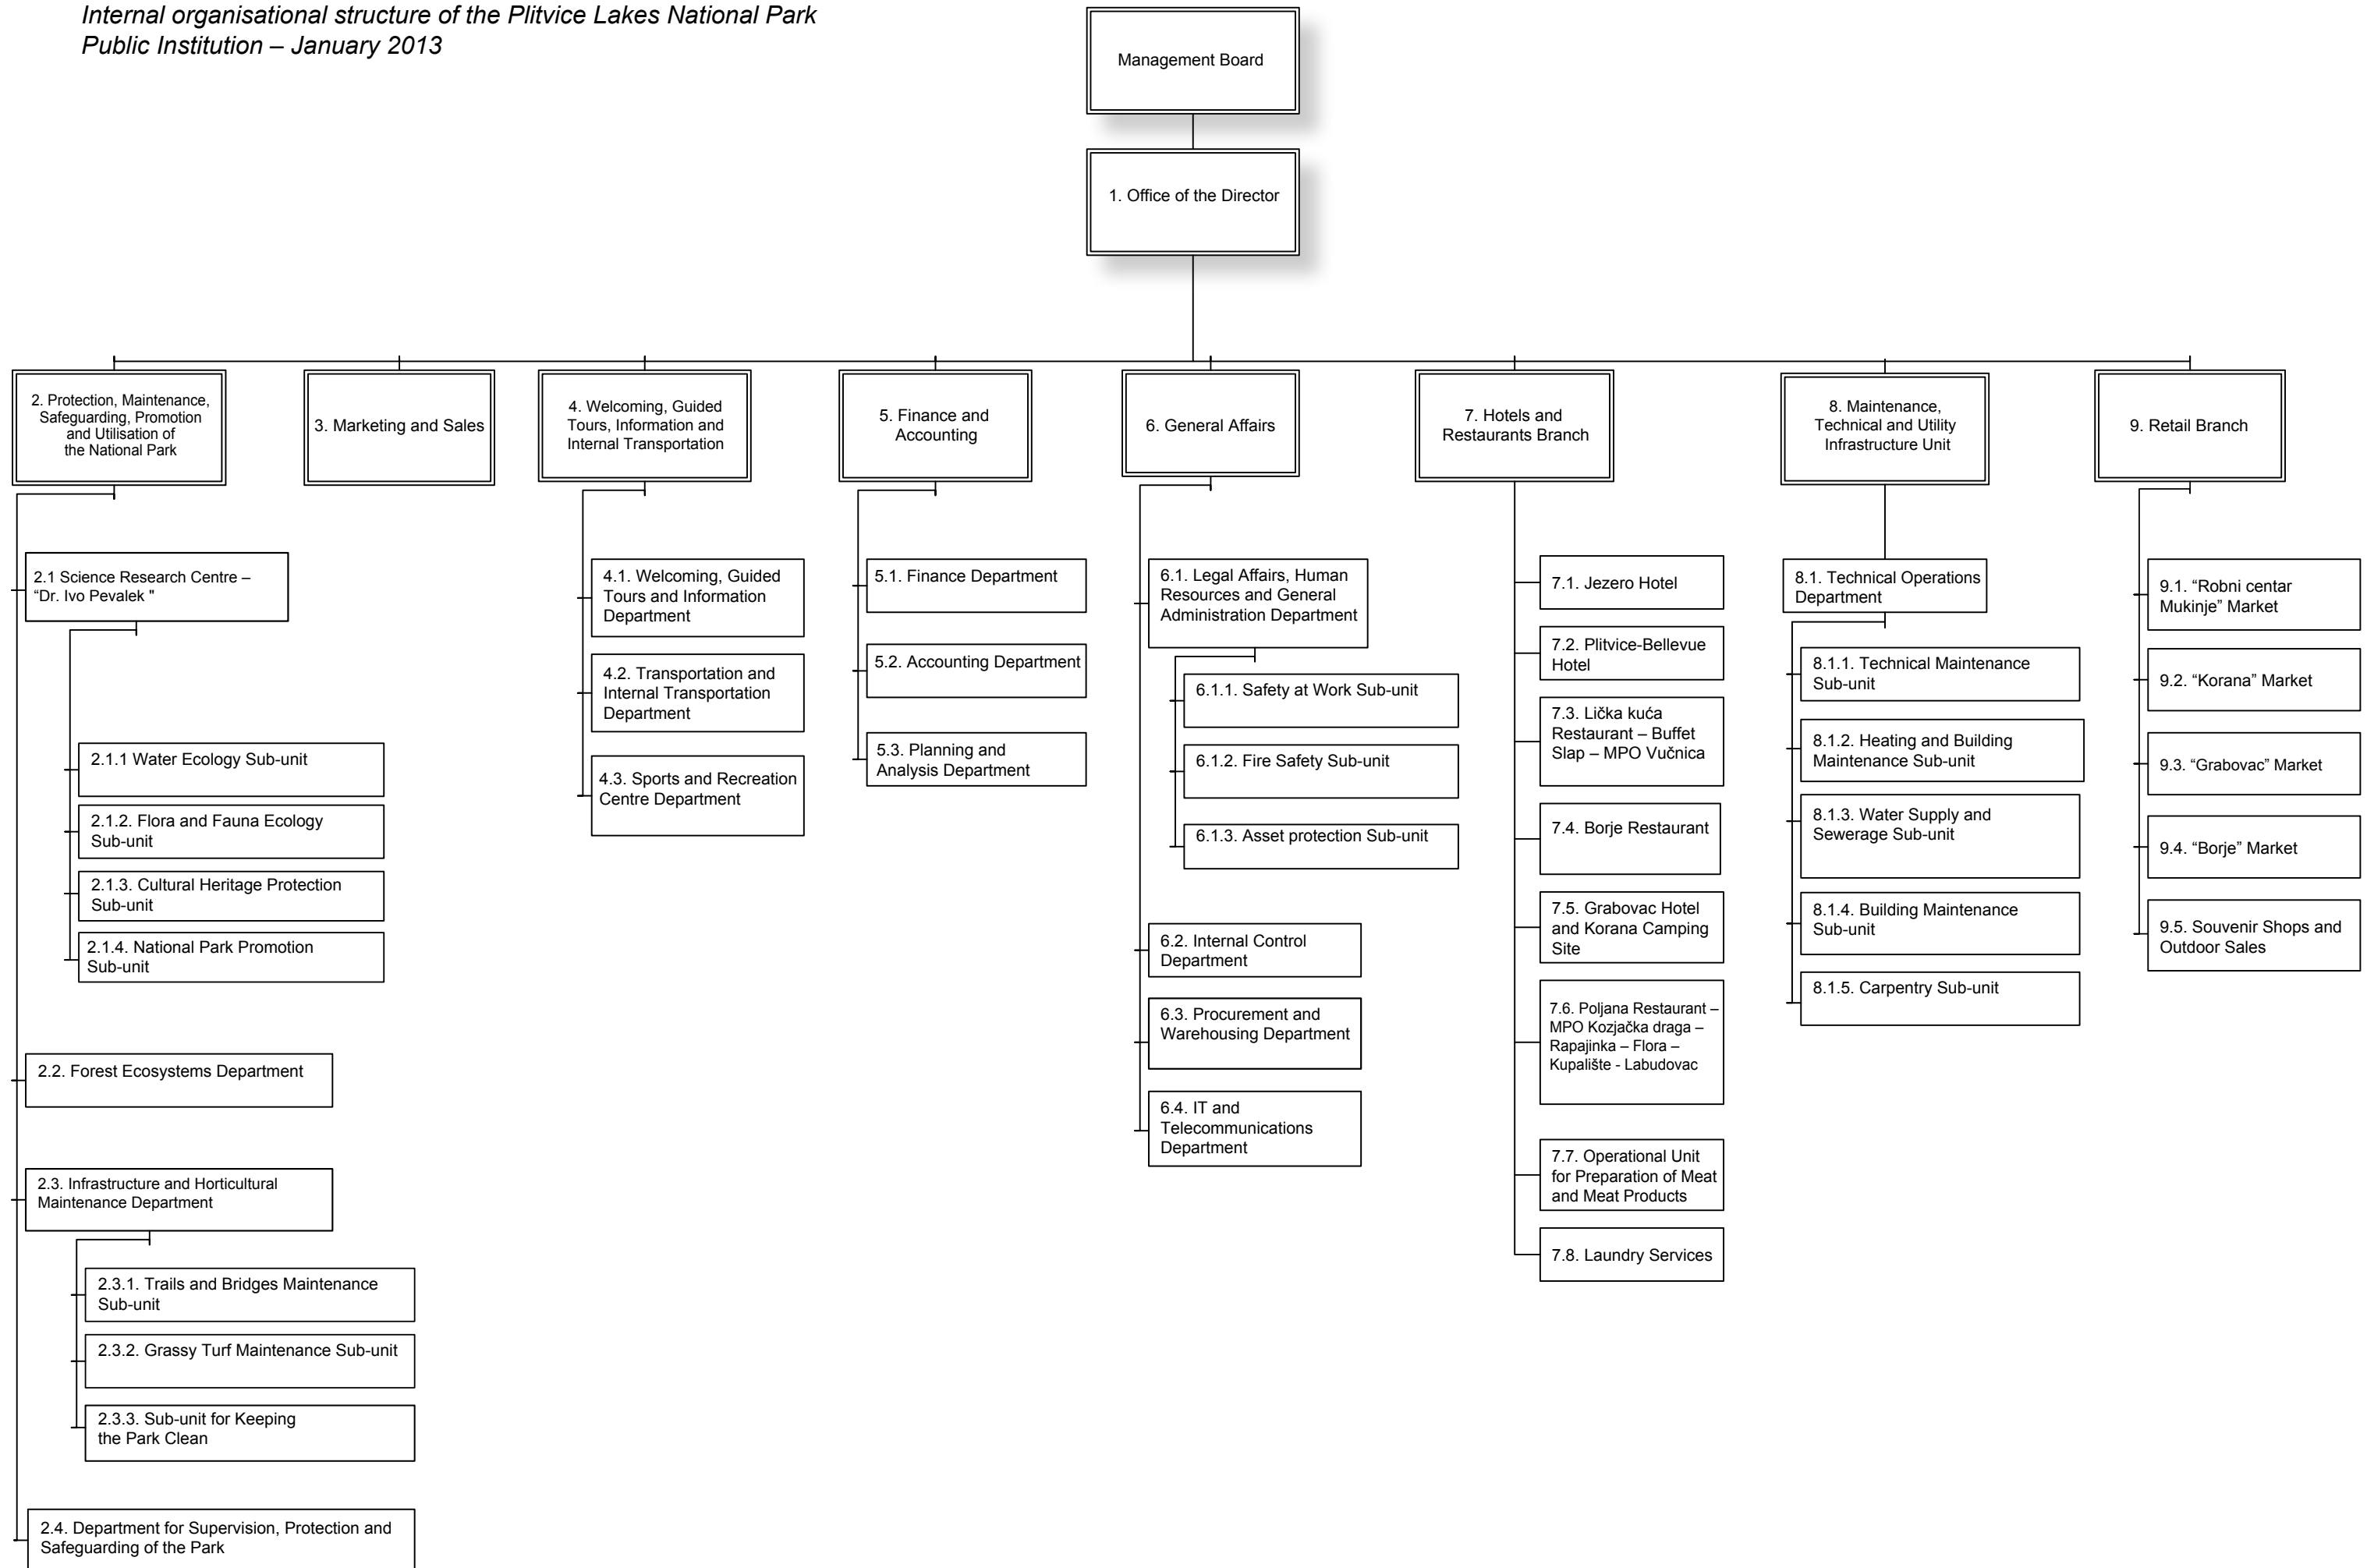 Internal organisational structure of the Plitvice Lakes National Park
Public Institution – January 2013
Management Board
1. Office of the Director
2. Protection, Maintenance,
Safeguarding, Promotion
and Utilisation of
the National Park
3. Marketing and Sales
4. Welcoming, Guided
Tours, Information and
Internal Transportation
5. Finance and
Accounting
6. General Affairs
7. Hotels and
Restaurants Branch
8. Maintenance,
Technical and Utility
Infrastructure Unit
9. Retail Branch
2.1 Science Research Centre –
“Dr. Ivo Pevalek "
2.1.1 Water Ecology Sub-unit
2.1.2. Flora and Fauna Ecology
Sub-unit
2.1.3. Cultural Heritage Protection
Sub-unit
2.1.4. National Park Promotion
Sub-unit
2.2. Forest Ecosystems Department
2.3. Infrastructure and Horticultural
Maintenance Department
2.3.1. Trails and Bridges Maintenance
Sub-unit
2.3.2. Grassy Turf Maintenance Sub-unit
2.3.3. Sub-unit for Keeping
the Park Clean
2.4. Department for Supervision, Protection and
Safeguarding of the Park
4.1. Welcoming, Guided
Tours and Information
Department
4.2. Transportation and
Internal Transportation
Department
4.3. Sports and Recreation
Centre Department
5.1. Finance Department
5.2. Accounting Department
5.3. Planning and
Analysis Department
6.1. Legal Affairs, Human
Resources and General
Administration Department
6.1.1. Safety at Work Sub-unit
6.1.2. Fire Safety Sub-unit
6.1.3. Asset protection Sub-unit
6.2. Internal Control
Department
6.3. Procurement and
Warehousing Department
6.4. IT and
Telecommunications
Department
7.1. Jezero Hotel
7.2. Plitvice-Bellevue
Hotel
7.3. Lička kuća
Restaurant – Buffet
Slap – MPO Vučnica
7.4. Borje Restaurant
7.5. Grabovac Hotel
and Korana Camping
Site
7.6. Poljana Restaurant –
MPO Kozjačka draga –
Rapajinka – Flora –
Kupalište - Labudovac
7.7. Operational Unit
for Preparation of Meat
and Meat Products
7.8. Laundry Services
8.1. Technical Operations
Department
8.1.1. Technical Maintenance
Sub-unit
8.1.2. Heating and Building
Maintenance Sub-unit
8.1.3. Water Supply and
Sewerage Sub-unit
8.1.4. Building Maintenance
Sub-unit
8.1.5. Carpentry Sub-unit
9.1. “Robni centar
Mukinje” Market
9.2. “Korana” Market
9.3. “Grabovac” Market
9.4. “Borje” Market
9.5. Souvenir Shops and
Outdoor Sales